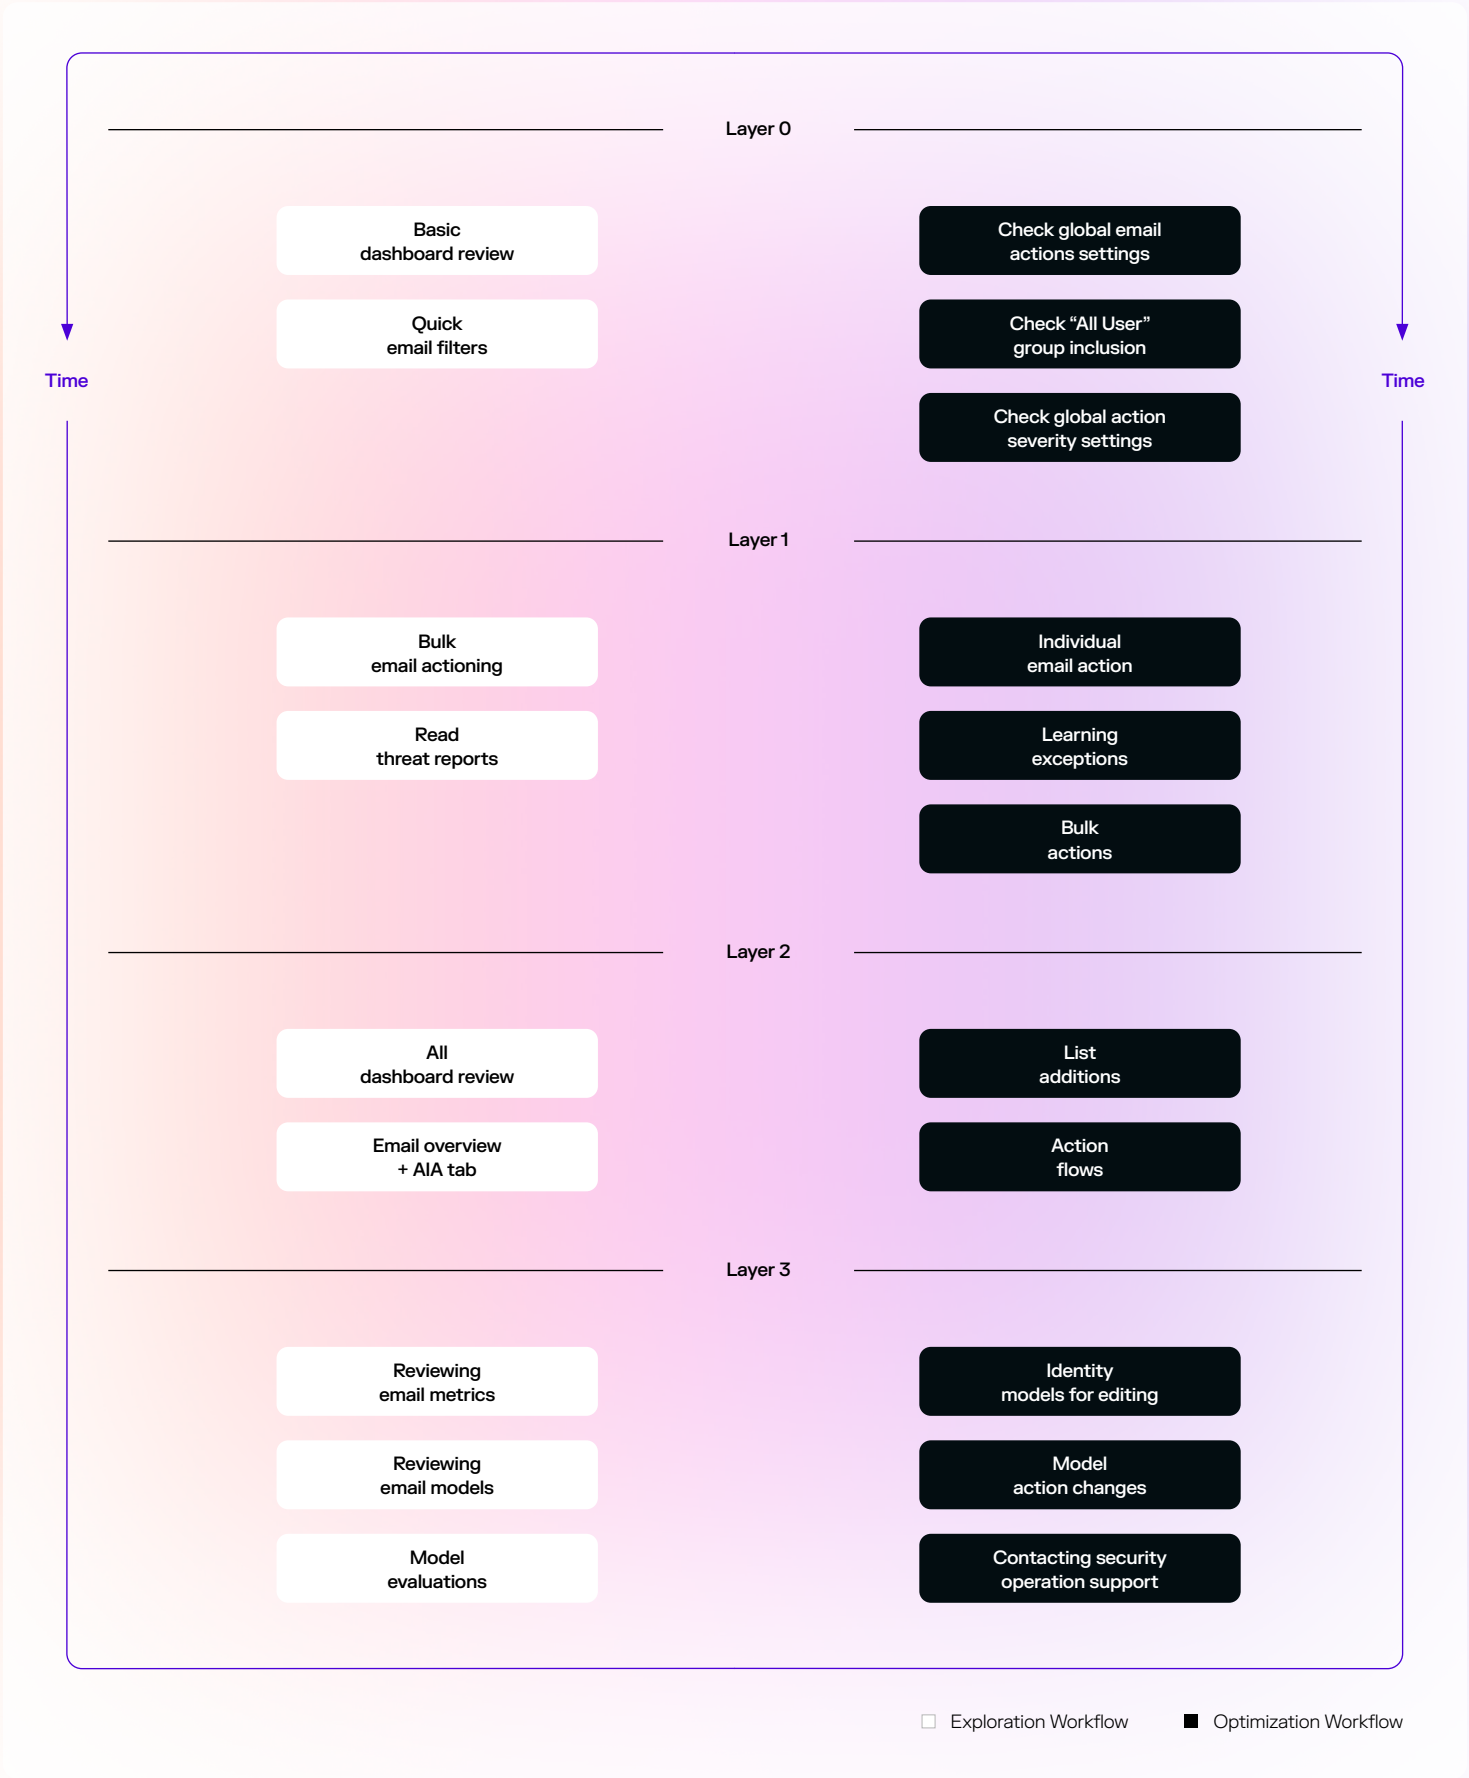 Layer 0
Basic
dashboard review
Quick
email filters
Check global email
actions settings
Check “All User”
group inclusion
Check global action
severity settings
Time
Time
Layer 1
Bulk
email actioning
Read
threat reports
Individual
email action
Learning
exceptions
Bulk
actions
Layer 2
All
dashboard review
Email overview
+ AIA tab
List
additions
Action
flows
Layer 3
Reviewing
email metrics
Reviewing
email models
Model
evaluations
Identity
models for editing
Model
action changes
Contacting security
operation support
Exploration Workflow
Optimization Workflow